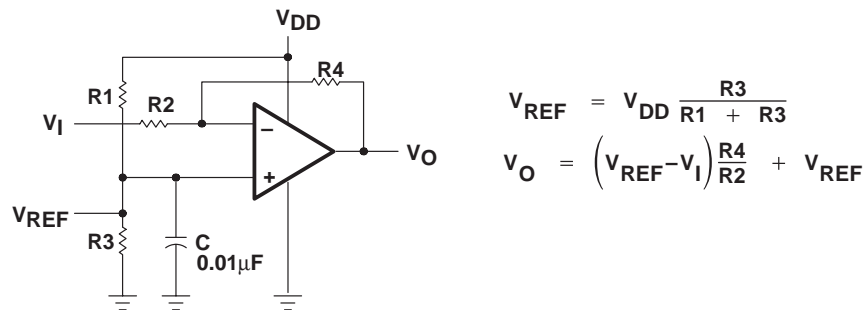 VDD
R1
R4
R2
VI
−
VO
+
VREF
R3
C
0.01µF
VREF = VDD R3 / R1 + R3
VO = (VREF−VI) R4 / R2 + VREF